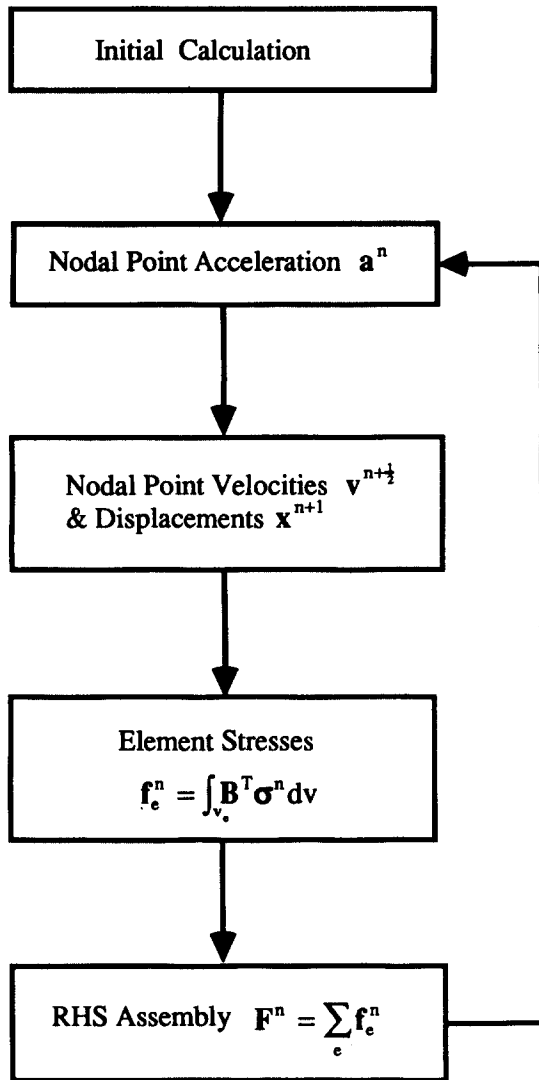 Initial Calculation
Nodal Point Acceleration aⁿ
Nodal Point Velocities v^{n+½}
& Displacements x^{n+1}
Element Stresses
f_e^n = ∫_{v_e} B^T σ^n dv
RHS Assembly F^n = ∑_e f_e^n